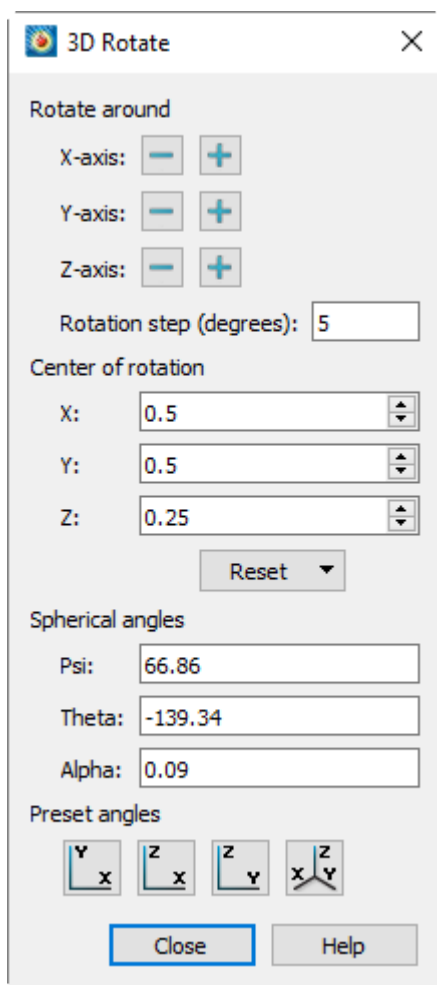 3D Rotate
Rotate around
X-axis:
Y-axis:
Z-axis:
Rotation step (degrees): 5
Center of rotation
X: 0.5
Y: 0.5
Z: 0.25
Reset
Spherical angles
Psi: 66.86
Theta: -139.34
Alpha: 0.09
Preset angles
Y X Z X Z Y X Z Y
Close Help